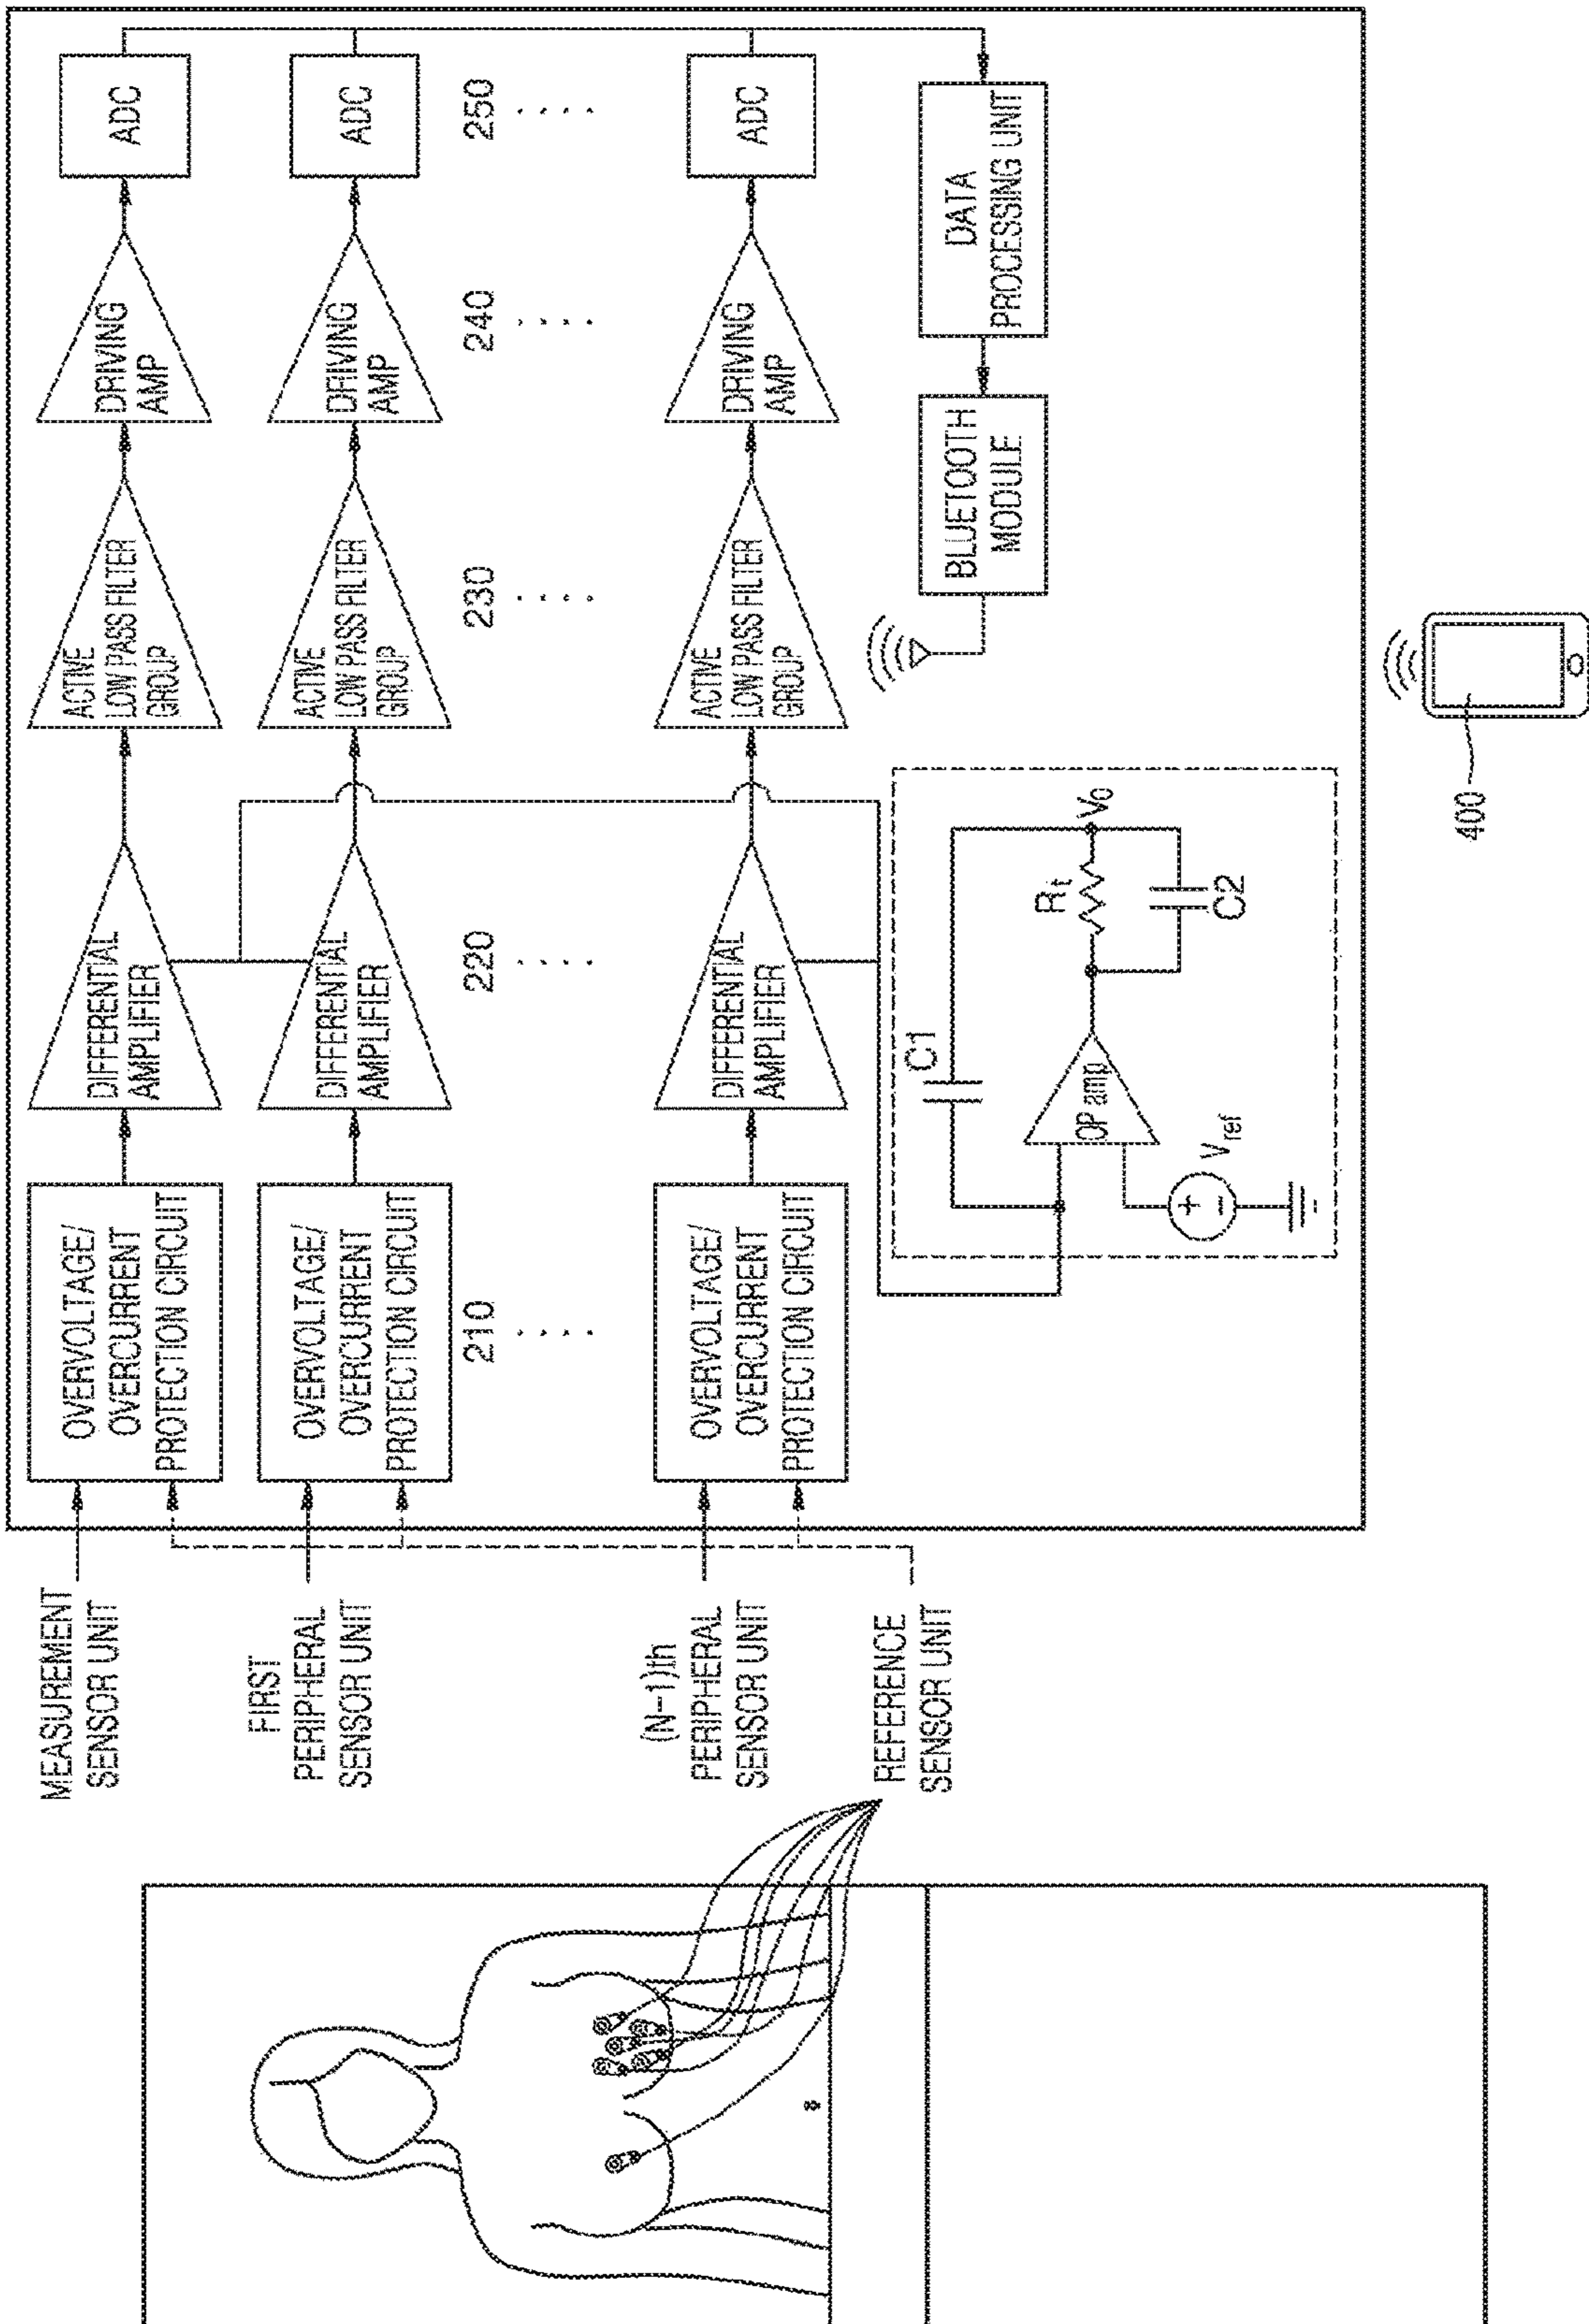 MEASUREMENT
SENSOR UNIT
FIRST
PERIPHERAL
SENSOR UNIT
(N-1)th
PERIPHERAL
SENSOR UNIT
REFERENCE
SENSOR UNIT
OVERVOLTAGE/
OVERCURRENT
PROTECTION CIRCUIT
DIFFERENTIAL
AMPLIFIER
ACTIVE
LOW PASS FILTER
GROUP
DRIVING
AMP
ADC
OVERVOLTAGE/
OVERCURRENT
PROTECTION CIRCUIT
DIFFERENTIAL
AMPLIFIER
ACTIVE
LOW PASS FILTER
GROUP
DRIVING
AMP
ADC
210
220
230
240
250
OVERVOLTAGE/
OVERCURRENT
PROTECTION CIRCUIT
DIFFERENTIAL
AMPLIFIER
ACTIVE
LOW PASS FILTER
GROUP
DRIVING
AMP
ADC
C1
OP amp
Vref
Rt
Vo
C2
BLUETOOTH
MODULE
DATA
PROCESSING UNIT
400